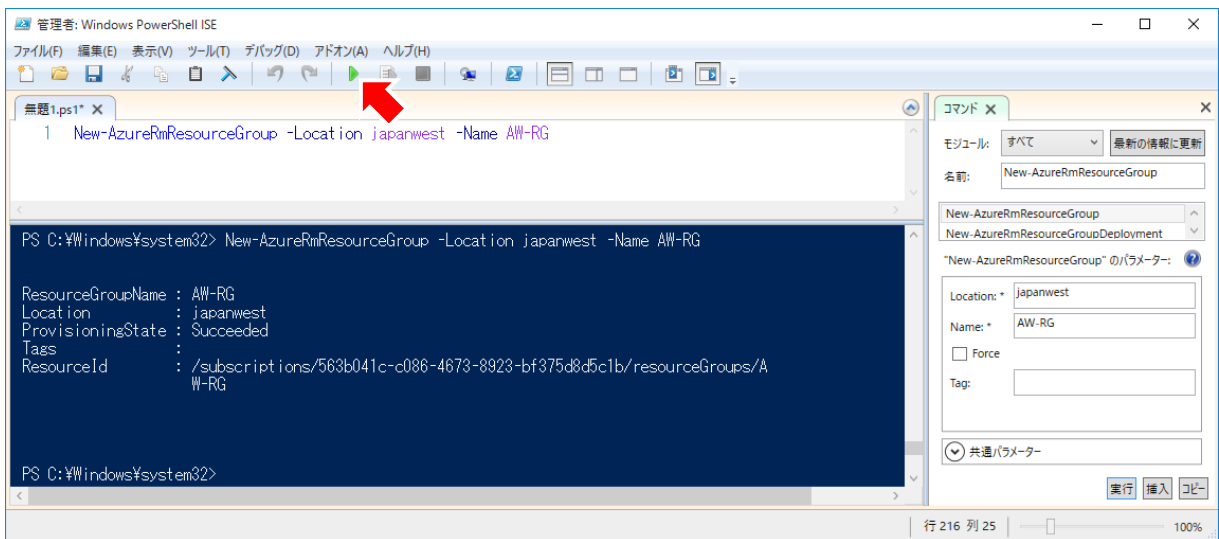 管理者: Windows PowerShell ISE
ファイル(F) 編集(E) 表示(V) ツール(T) デバッグ(D) アドオン(A) ヘルプ(H)
無題1.ps1* X
1 New-AzureRmResourceGroup -Location japanwest -Name AW-RG
PS C:¥Windows¥system32> New-AzureRmResourceGroup -Location japanwest -Name AW-RG
ResourceGroupName : AW-RG
Location : japanwest
ProvisioningState : Succeeded
Tags :
ResourceId : /subscriptions/563b041c-c086-4673-8923-bf375d8d5c1b/resourceGroups/A
W-RG
PS C:¥Windows¥system32>
コマンド X
モジュール: すべて 最新の情報に更新
名前: New-AzureRmResourceGroup
New-AzureRmResourceGroup
New-AzureRmResourceGroupDeployment
"New-AzureRmResourceGroup" のパラメーター:
Location: * japanwest
Name: * AW-RG
Force
Tag:
共通パラメーター
実行 挿入 コピー
行 216 列 25 100%